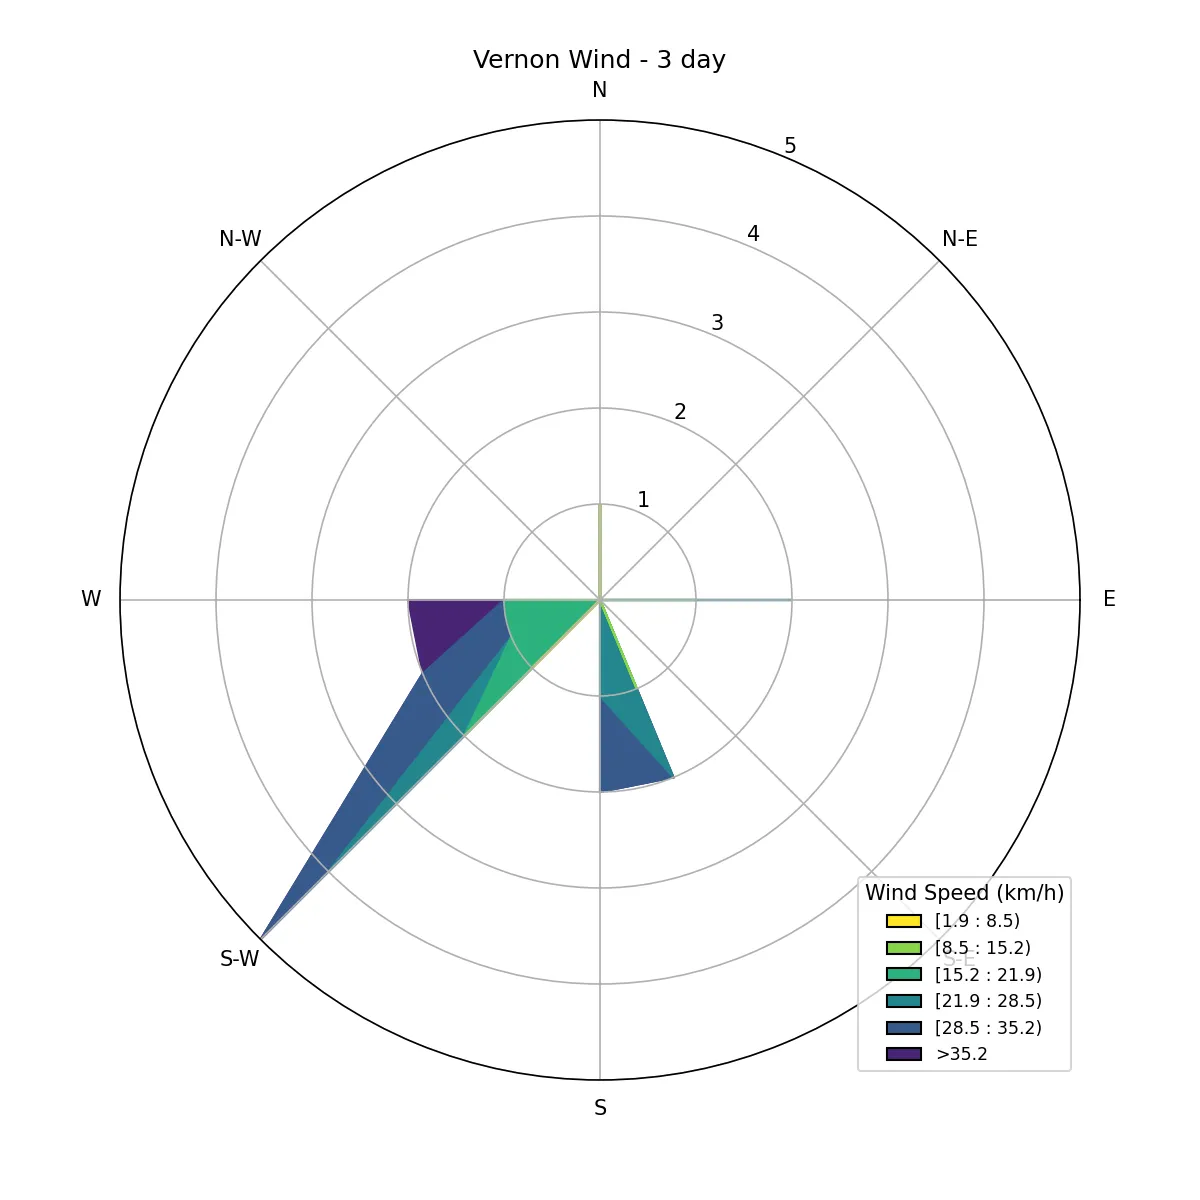 Vernon Wind - 3 day
N
5
N-W
4
N-E
3
2
1
W
E
S-W
S-E
S
Wind Speed (km/h)
[1.9 : 8.5)
[8.5 : 15.2)
[15.2 : 21.9)
[21.9 : 28.5)
[28.5 : 35.2)
>35.2